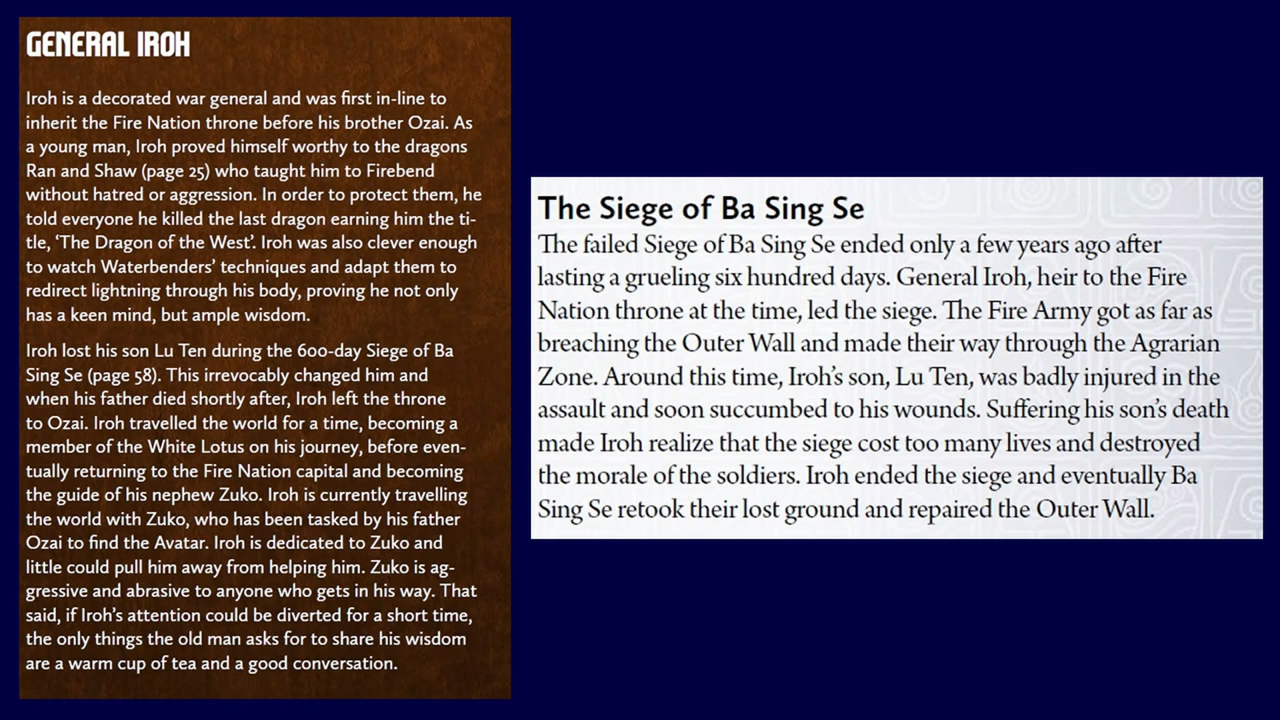 GENERAL IROH
Iroh is a decorated war general and was first in-line to
inherit the Fire Nation throne before his brother Ozai. As
a young man, Iroh proved himself worthy to the dragons
Ran and Shaw (page 25) who taught him to Firebend
without hatred or aggression. In order to protect them, he
told everyone he killed the last dragon earning him the ti-
tle, ‘The Dragon of the West’. Iroh was also clever enough
to watch Waterbenders’ techniques and adapt them to
redirect lightning through his body, proving he not only
has a keen mind, but ample wisdom.
Iroh lost his son Lu Ten during the 600-day Siege of Ba
Sing Se (page 58). This irrevocably changed him and
when his father died shortly after, Iroh left the throne
to Ozai. Iroh travelled the world for a time, becoming a
member of the White Lotus on his journey, before even-
tually returning to the Fire Nation capital and becoming
the guide of his nephew Zuko. Iroh is currently travelling
the world with Zuko, who has been tasked by his father
Ozai to find the Avatar. Iroh is dedicated to Zuko and
little could pull him away from helping him. Zuko is ag-
gressive and abrasive to anyone who gets in his way. That
said, if Iroh’s attention could be diverted for a short time,
the only things the old man asks for to share his wisdom
are a warm cup of tea and a good conversation.
The Siege of Ba Sing Se
The failed Siege of Ba Sing Se ended only a few years ago after
lasting a grueling six hundred days. General Iroh, heir to the Fire
Nation throne at the time, led the siege. The Fire Army got as far as
breaching the Outer Wall and made their way through the Agrarian
Zone. Around this time, Iroh’s son, Lu Ten, was badly injured in the
assault and soon succumbed to his wounds. Suffering his son’s death
made Iroh realize that the siege cost too many lives and destroyed
the morale of the soldiers. Iroh ended the siege and eventually Ba
Sing Se retook their lost ground and repaired the Outer Wall.